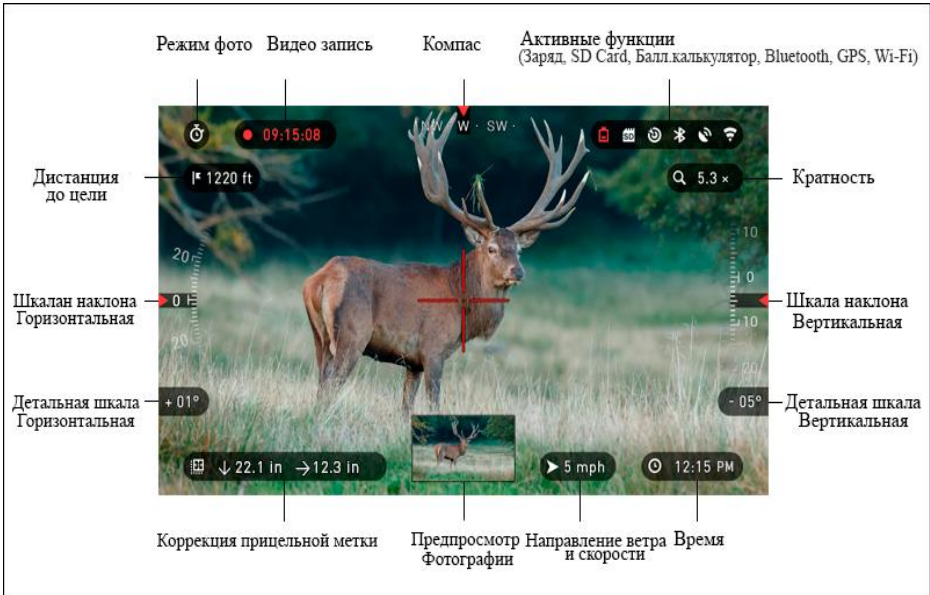 Режим фото
Видео запись
Компас
Активные функции
(Заряд, SD Card, Балл.калькулятор, Bluetooth, GPS, Wi-Fi)
09:15:08
NW · W · SW ·
SD
Дистанция
до цели
1220 ft
5.3 ×
Кратность
20
10
0
Шкалан наклона
Горизонтальная
0
Шкала наклона
Вертикальная
10
20
20
Детальная шкала
Горизонтальная
+ 01°
- 05°
Детальная шкала
Вертикальная
↓ 22.1 in →12.3 in
5 mph
12:15 PM
Коррекция прицельной метки
Предпросмотр
Фотографии
Направление ветра
и скорости
Время